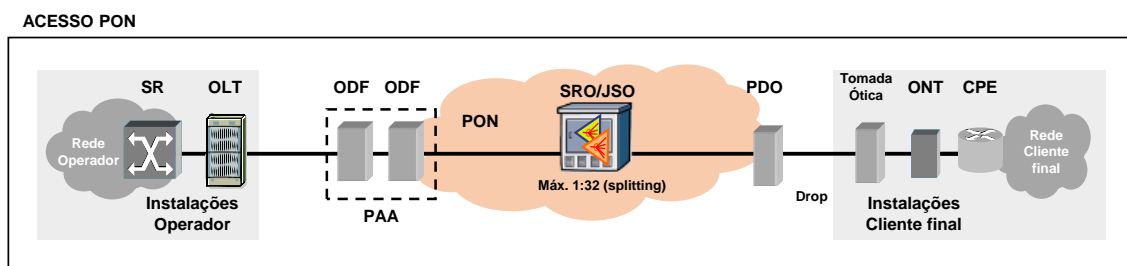 ACESSO PON
SR
OLT
ODF
ODF
SRO/JSO
PDO
Tomada
Ótica
ONT
CPE
Rede
Operador
PON
Rede
Cliente
final
Máx. 1:32 (splitting)
Instalações
Operador
PAA
Drop
Instalações
Cliente final